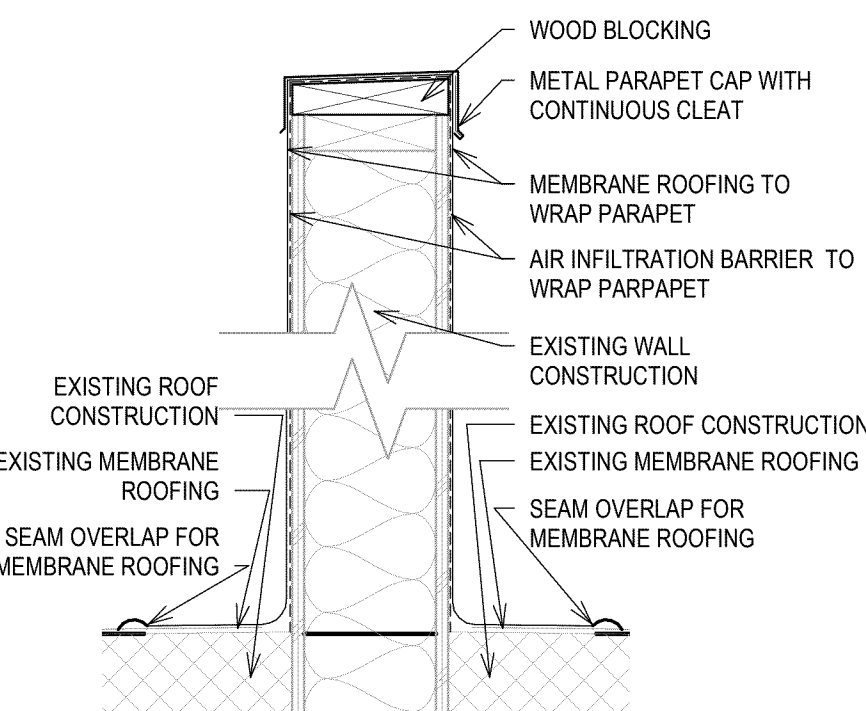 WOOD BLOCKING
METAL PARAPET CAP WITH
CONTINUOUS CLEAT
MEMBRANE ROOFING TO
WRAP PARAPET
AIR INFILTRATION BARRIER TO
WRAP PARPAPET
EXISTING WALL
CONSTRUCTION
EXISTING ROOF
CONSTRUCTION
EXISTING MEMBRANE
ROOFING
SEAM OVERLAP FOR
MEMBRANE ROOFING
EXISTING ROOF CONSTRUCTION
EXISTING MEMBRANE ROOFING
SEAM OVERLAP FOR
MEMBRANE ROOFING